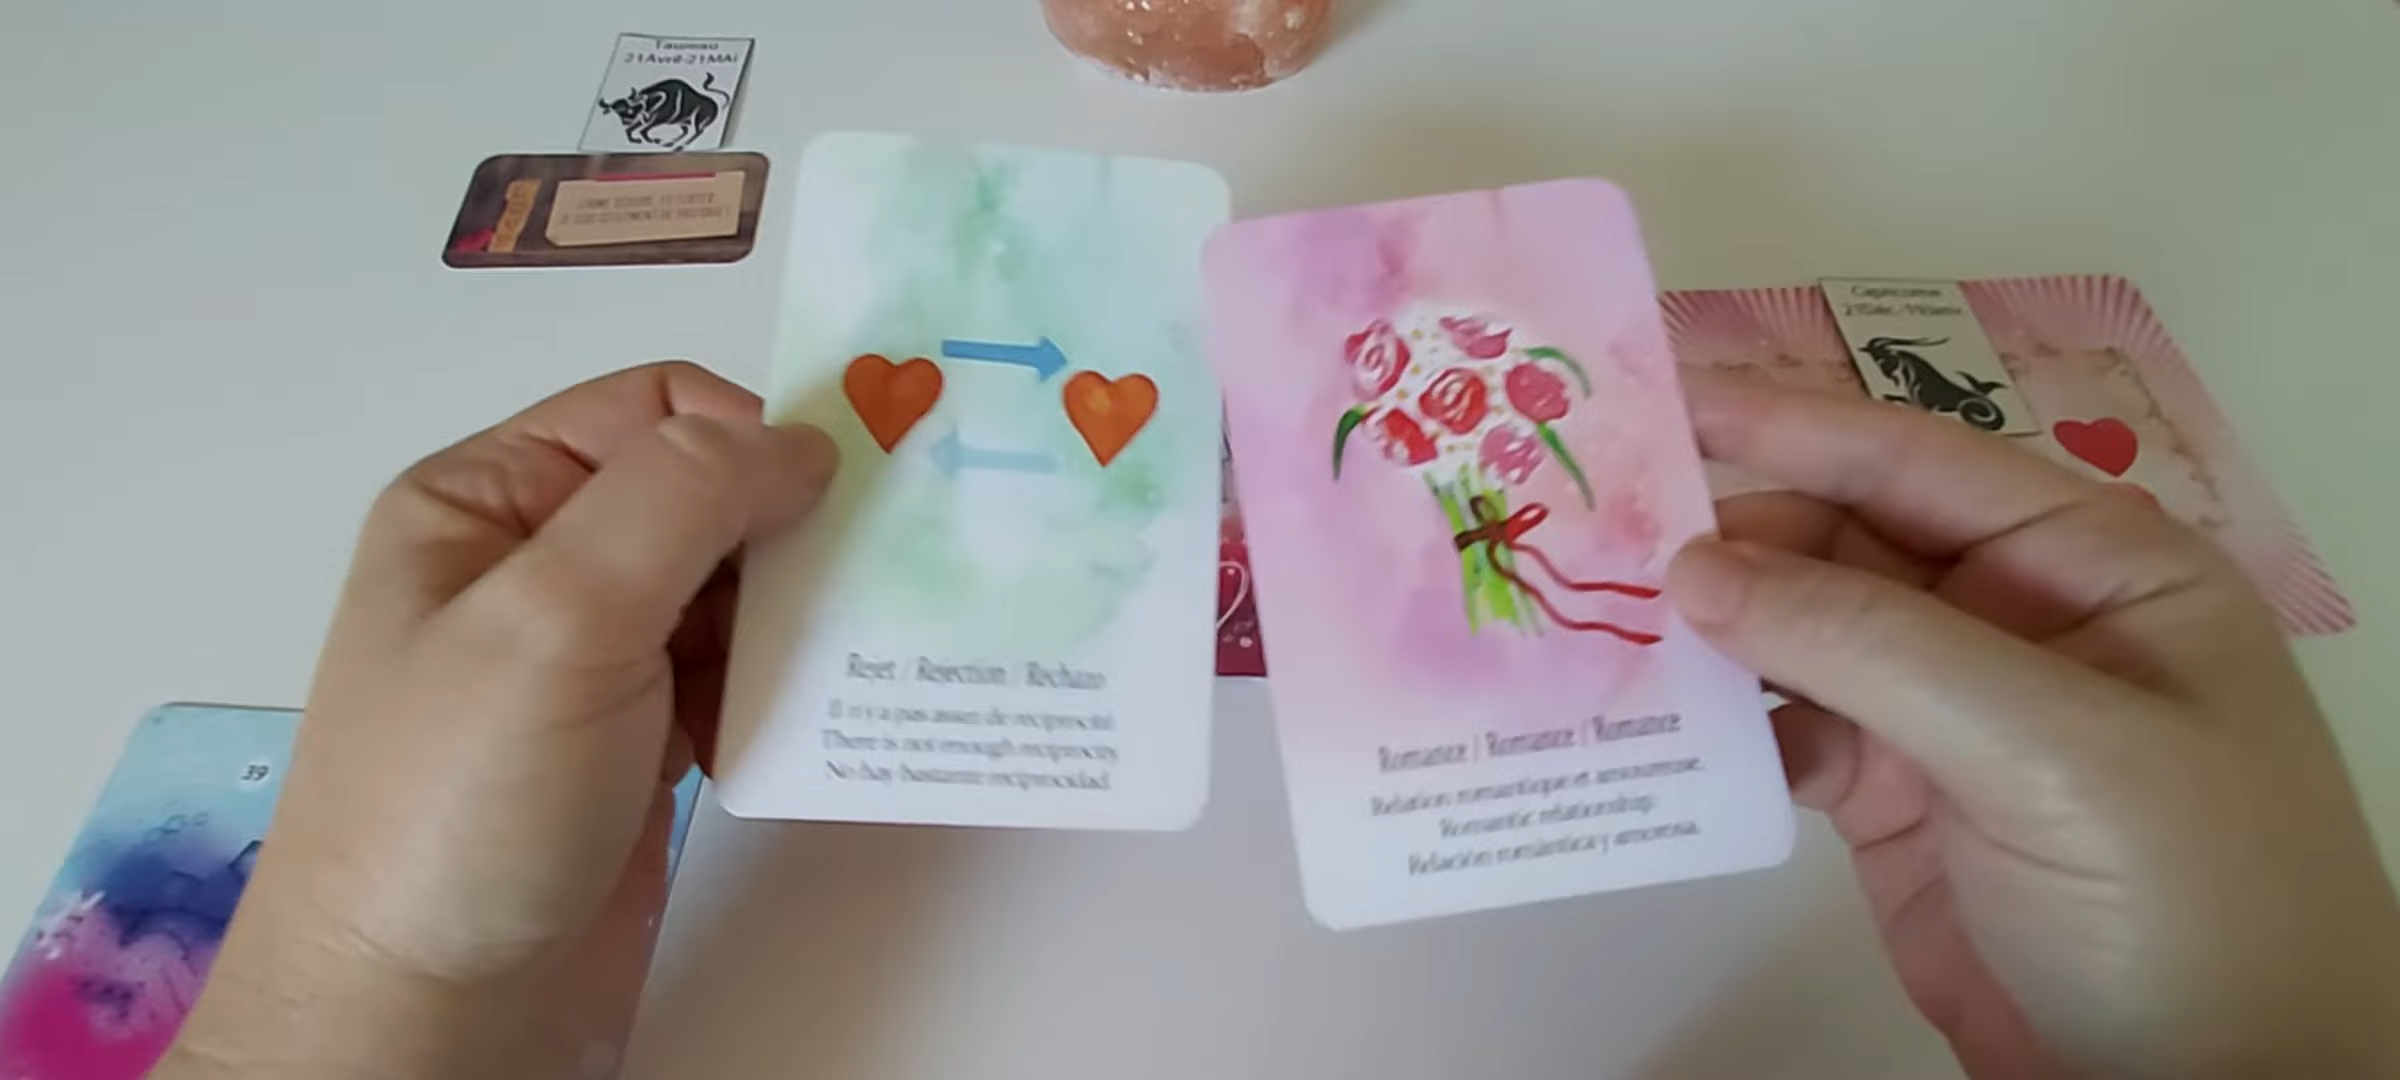 Taureau
21Avril-21MAi
Capricorne
39
Rejet / Rejection / Rechazo
Il n'y a pas assez de réciprocité
There is not enough reciprocity
No hay bastante reciprocidad
Romance / Romance / Romance
Relation romantique et amoureuse.
Romantic relationship.
Relación romántica y amorosa.